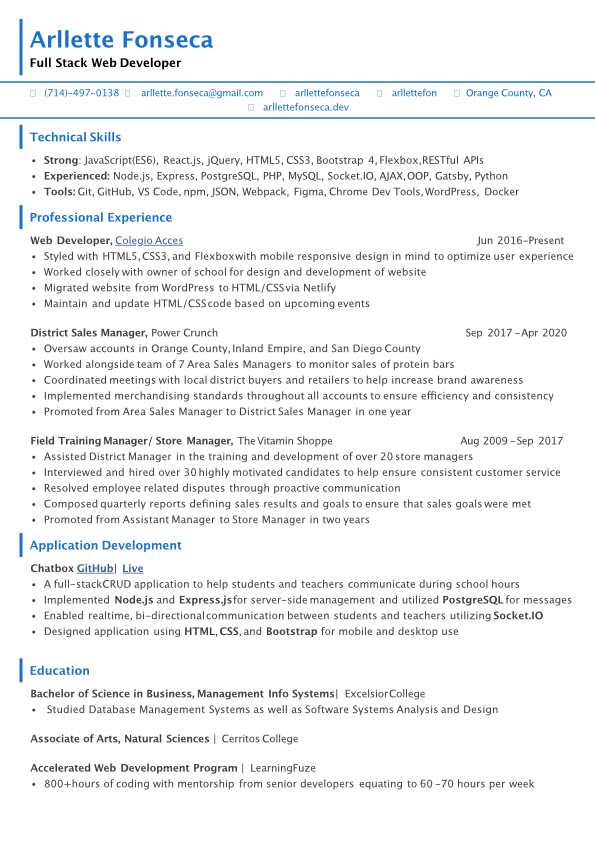 Arllette Fonseca
Full Stack Web Developer
(714)-497-0138 arllette.fonseca@gmail.com arllettefonseca arllettefon Orange County, CA
arllettefonseca.dev
Technical Skills
• Strong: JavaScript(ES6), React.js, jQuery, HTML5, CSS3, Bootstrap 4, Flexbox, RESTful APIs
• Experienced: Node.js, Express, PostgreSQL, PHP, MySQL, Socket.IO, AJAX, OOP, Gatsby, Python
• Tools: Git, GitHub, VS Code, npm, JSON, Webpack, Figma, Chrome Dev Tools, WordPress, Docker
Professional Experience
Web Developer, Colegio Acces Jun 2016-Present
• Styled with HTML5, CSS3, and Flexboxwith mobile responsive design in mind to optimize user experience
• Worked closely with owner of school for design and development of website
• Migrated website from WordPress to HTML/CSS via Netlify
• Maintain and update HTML/CSS code based on upcoming events
District Sales Manager, Power Crunch Sep 2017 - Apr 2020
• Oversaw accounts in Orange County, Inland Empire, and San Diego County
• Worked alongside team of 7 Area Sales Managers to monitor sales of protein bars
• Coordinated meetings with local district buyers and retailers to help increase brand awareness
• Implemented merchandising standards throughout all accounts to ensure efficiency and consistency
• Promoted from Area Sales Manager to District Sales Manager in one year
Field Training Manager/ Store Manager, The Vitamin Shoppe Aug 2009 - Sep 2017
• Assisted District Manager in the training and development of over 20 store managers
• Interviewed and hired over 30 highly motivated candidates to help ensure consistent customer service
• Resolved employee related disputes through proactive communication
• Composed quarterly reports defining sales results and goals to ensure that sales goals were met
• Promoted from Assistant Manager to Store Manager in two years
Application Development
Chatbox GitHub| Live
• A full-stackCRUD application to help students and teachers communicate during school hours
• Implemented Node.js and Express.js for server-side management and utilized PostgreSQL for messages
• Enabled realtime, bi-directional communication between students and teachers utilizing Socket.IO
• Designed application using HTML, CSS, and Bootstrap for mobile and desktop use
Education
Bachelor of Science in Business, Management Info Systems| Excelsior College
• Studied Database Management Systems as well as Software Systems Analysis and Design
Associate of Arts, Natural Sciences | Cerritos College
Accelerated Web Development Program | LearningFuze
• 800+hours of coding with mentorship from senior developers equating to 60 -70 hours per week